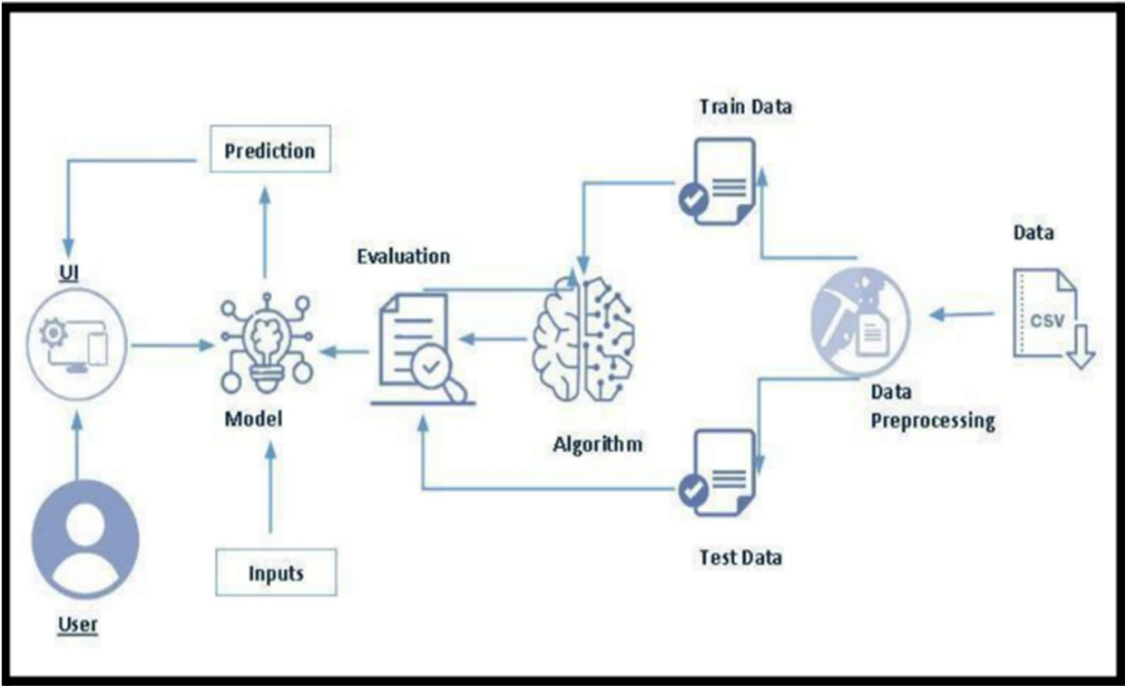 Train Data
Prediction
Data
Evaluation
UI
CSV
Data
Preprocessing
Model
Algorithm
Test Data
Inputs
User